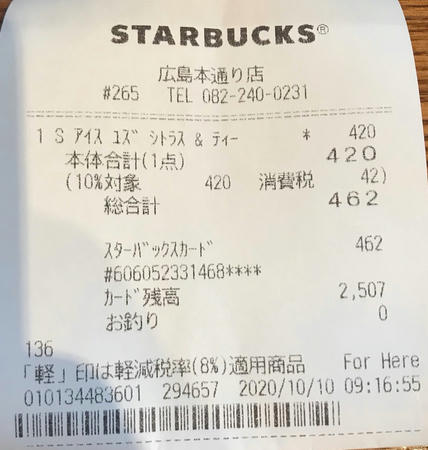 STARBUCKS®
広島本通り店
#265 TEL 082-240-0231
1 S ｱｲｽ ﾕｽﾞ ｼﾄﾗｽ & ﾃｨｰ * 420
本体合計(1点) 420
(10%対象 420 消費税 42)
総合計 462
ｽﾀｰﾊﾞｯｸｽｶｰﾄﾞ 462
#606052331468****
ｶｰﾄﾞ残高 2,507
お釣り 0
136
「軽」印は軽減税率(8%)適用商品 For Here
010134483601 294657 2020/10/10 09:16:55